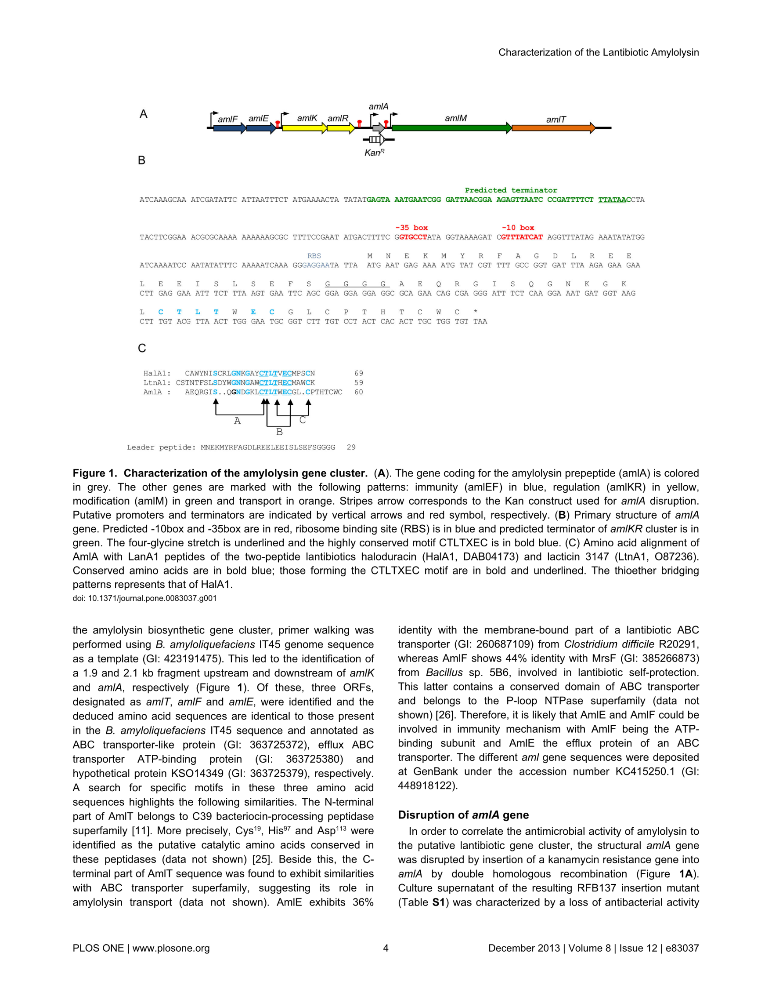 Characterization of the Lantibiotic Amylolysin
A
amlF amlE amlK amlR amlA amlM amlT
KanR
B
Predicted terminator
ATCAAAGCAA ATCGATATTC ATTAATTTCT ATGAAAACTA TATATGAGTA AATGAATCGG GATTAACGGA AGAGTTAATC CCGATTTTCT TTATAACCTA
-35 box -10 box
TACTTCGGAA ACGCGCAAAA AAAAAAGCGC TTTTCCGAAT ATGACTTTTC GGTGCCTATA GGTAAAAGAT CGTTTATCAT AGGTTTATAG AAATATATGG
RBS M N E K M Y R F A G D L R E E
ATCAAAATCC AATATATTTC AAAAATCAAA GGGAGGAATA TTA ATG AAT GAG AAA ATG TAT CGT TTT GCC GGT GAT TTA AGA GAA GAA
L E E I S L S E F S G G G G A E Q R G I S Q G N K G K
CTT GAG GAA ATT TCT TTA AGT GAA TTC AGC GGA GGA GGA GGC GCA GAA CAG CGA GGG ATT TCT CAA GGA AAT GAT GGT AAG
L C T L T W E C G L C P T H T C W C *
CTT TGT ACG TTA ACT TGG GAA TGC GGT CTT TGT CCT ACT CAC ACT TGC TGG TGT TAA
C
HalA1: CAWYNISCRLGNKGAYCTLTVECMPSCN 69
LtnA1: CSTNTFSLSDYWGNNGAWCTLTHECMAWCK 59
AmlA : AEQRGIS..QGNDGKLCTLTWECGL.CPTHTCWC 60
A C
B
Leader peptide: MNEKMYRFAGDLREELEEISLSEFSGGGG 29
Figure 1. Characterization of the amylolysin gene cluster. (A). The gene coding for the amylolysin prepeptide (amlA) is colored
in grey. The other genes are marked with the following patterns: immunity (amlEF) in blue, regulation (amlKR) in yellow,
modification (amlM) in green and transport in orange. Stripes arrow corresponds to the Kan construct used for amlA disruption.
Putative promoters and terminators are indicated by vertical arrows and red symbol, respectively. (B) Primary structure of amlA
gene. Predicted -10box and -35box are in red, ribosome binding site (RBS) is in blue and predicted terminator of amlKR cluster is in
green. The four-glycine stretch is underlined and the highly conserved motif CTLTXEC is in bold blue. (C) Amino acid alignment of
AmlA with LanA1 peptides of the two-peptide lantibiotics haloduracin (HalA1, DAB04173) and lacticin 3147 (LtnA1, O87236).
Conserved amino acids are in bold blue; those forming the CTLTXEC motif are in bold and underlined. The thioether bridging
patterns represents that of HalA1.
doi: 10.1371/journal.pone.0083037.g001
the amylolysin biosynthetic gene cluster, primer walking was
performed using B. amyloliquefaciens IT45 genome sequence
as a template (GI: 423191475). This led to the identification of
a 1.9 and 2.1 kb fragment upstream and downstream of amlK
and amlA, respectively (Figure 1). Of these, three ORFs,
designated as amlT, amlF and amlE, were identified and the
deduced amino acid sequences are identical to those present
in the B. amyloliquefaciens IT45 sequence and annotated as
ABC transporter-like protein (GI: 363725372), efflux ABC
transporter ATP-binding protein (GI: 363725380) and
hypothetical protein KSO14349 (GI: 363725379), respectively.
A search for specific motifs in these three amino acid
sequences highlights the following similarities. The N-terminal
part of AmlT belongs to C39 bacteriocin-processing peptidase
superfamily [11]. More precisely, Cys19, His97 and Asp113 were
identified as the putative catalytic amino acids conserved in
these peptidases (data not shown) [25]. Beside this, the C-
terminal part of AmlT sequence was found to exhibit similarities
with ABC transporter superfamily, suggesting its role in
amylolysin transport (data not shown). AmlE exhibits 36%
identity with the membrane-bound part of a lantibiotic ABC
transporter (GI: 260687109) from Clostridium difficile R20291,
whereas AmlF shows 44% identity with MrsF (GI: 385266873)
from Bacillus sp. 5B6, involved in lantibiotic self-protection.
This latter contains a conserved domain of ABC transporter
and belongs to the P-loop NTPase superfamily (data not
shown) [26]. Therefore, it is likely that AmlE and AmlF could be
involved in immunity mechanism with AmlF being the ATP-
binding subunit and AmlE the efflux protein of an ABC
transporter. The different aml gene sequences were deposited
at GenBank under the accession number KC415250.1 (GI:
448918122).
Disruption of amlA gene
In order to correlate the antimicrobial activity of amylolysin to
the putative lantibiotic gene cluster, the structural amlA gene
was disrupted by insertion of a kanamycin resistance gene into
amlA by double homologous recombination (Figure 1A).
Culture supernatant of the resulting RFB137 insertion mutant
(Table S1) was characterized by a loss of antibacterial activity
PLOS ONE | www.plosone.org 4 December 2013 | Volume 8 | Issue 12 | e83037